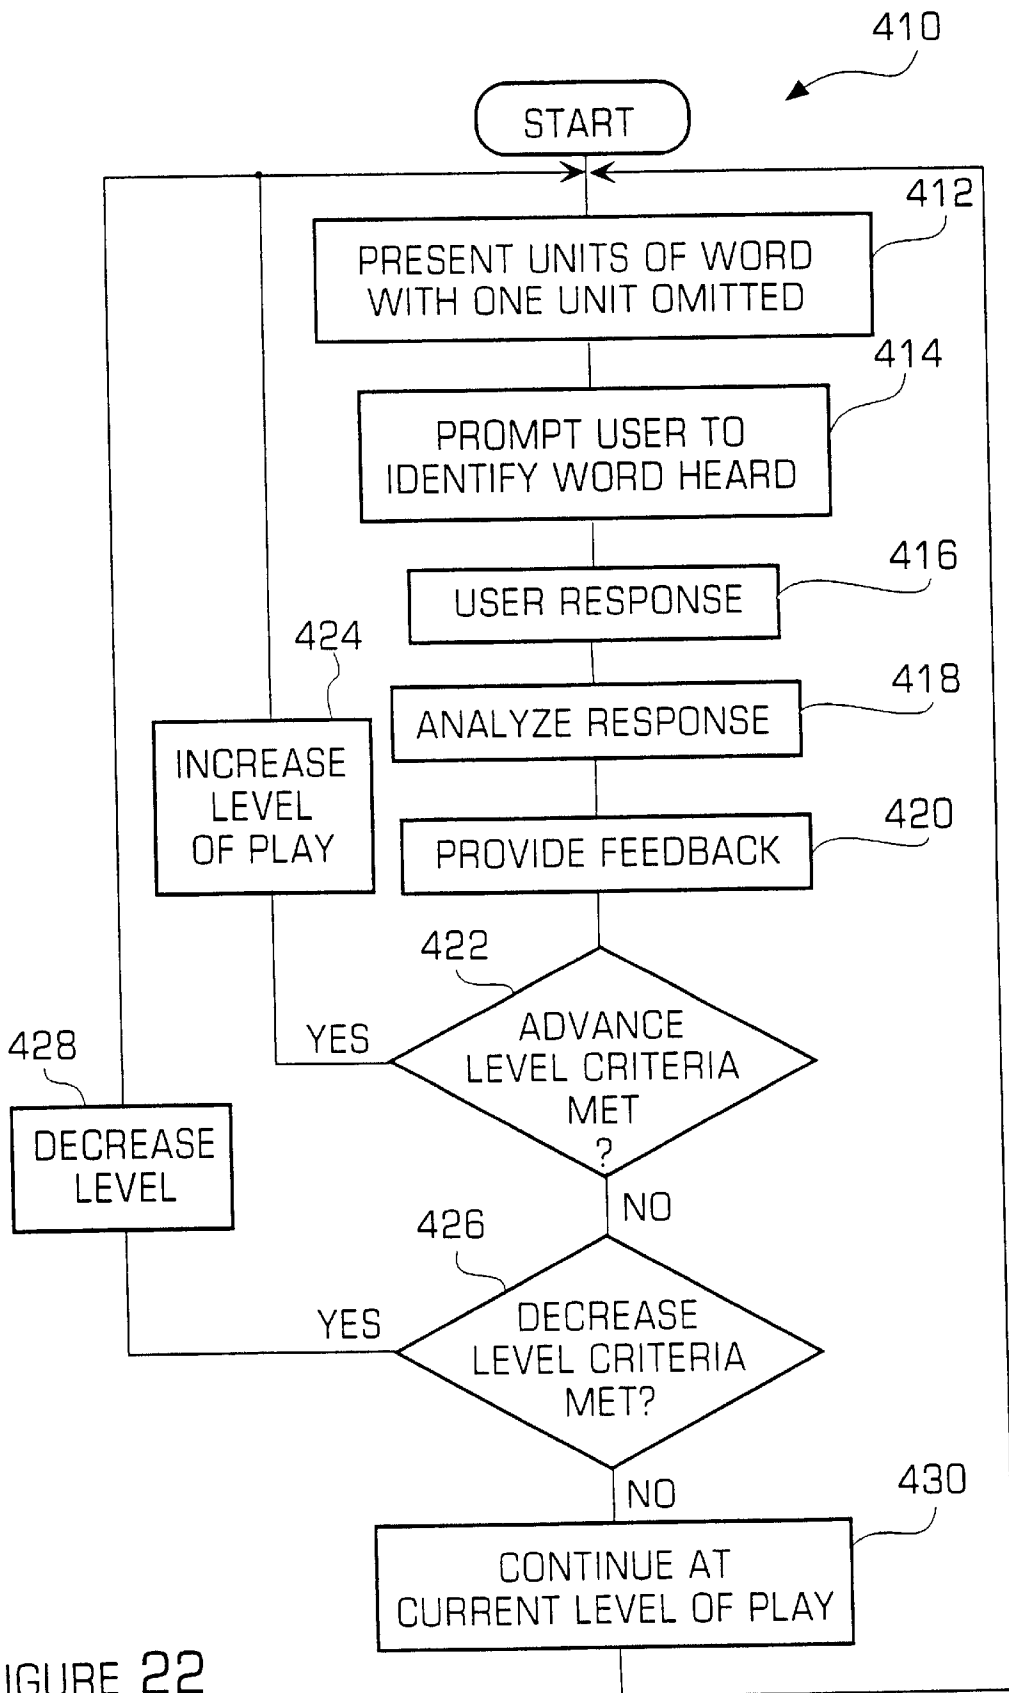 410
START
412
PRESENT UNITS OF WORD
WITH ONE UNIT OMITTED
414
PROMPT USER TO
IDENTIFY WORD HEARD
416
USER RESPONSE
424
418
ANALYZE RESPONSE
INCREASE
LEVEL
OF PLAY
420
PROVIDE FEEDBACK
422
ADVANCE
LEVEL CRITERIA
MET
?
YES
428
DECREASE
LEVEL
NO
426
DECREASE
LEVEL CRITERIA
MET?
YES
NO
430
CONTINUE AT
CURRENT LEVEL OF PLAY
IGURE 22